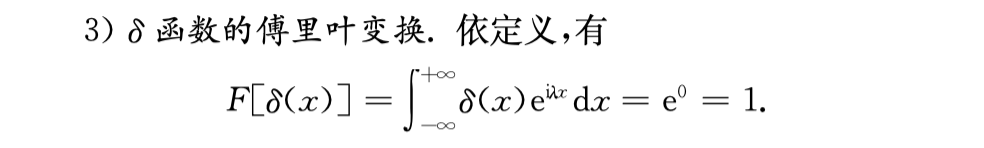 3) δ 函数的傅里叶变换. 依定义,有
F[δ(x)] = ∫_{-∞}^{+∞} δ(x)e^{iλx} dx = e^0 = 1.